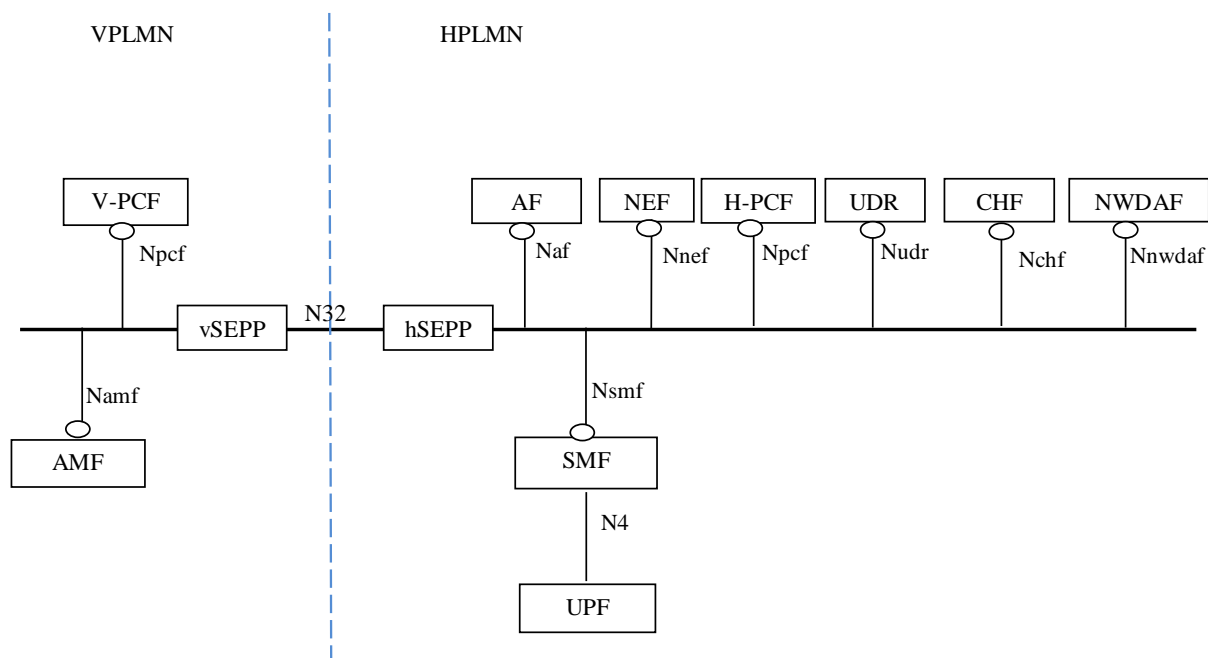 VPLMN
HPLMN
V-PCF
AF
NEF
H-PCF
UDR
CHF
NWDAF
Npcf
Naf
Nnef
Npcf
Nudr
Nchf
Nnwdaf
vSEPP
N32
hSEPP
Namf
Nsmf
AMF
SMF
N4
UPF